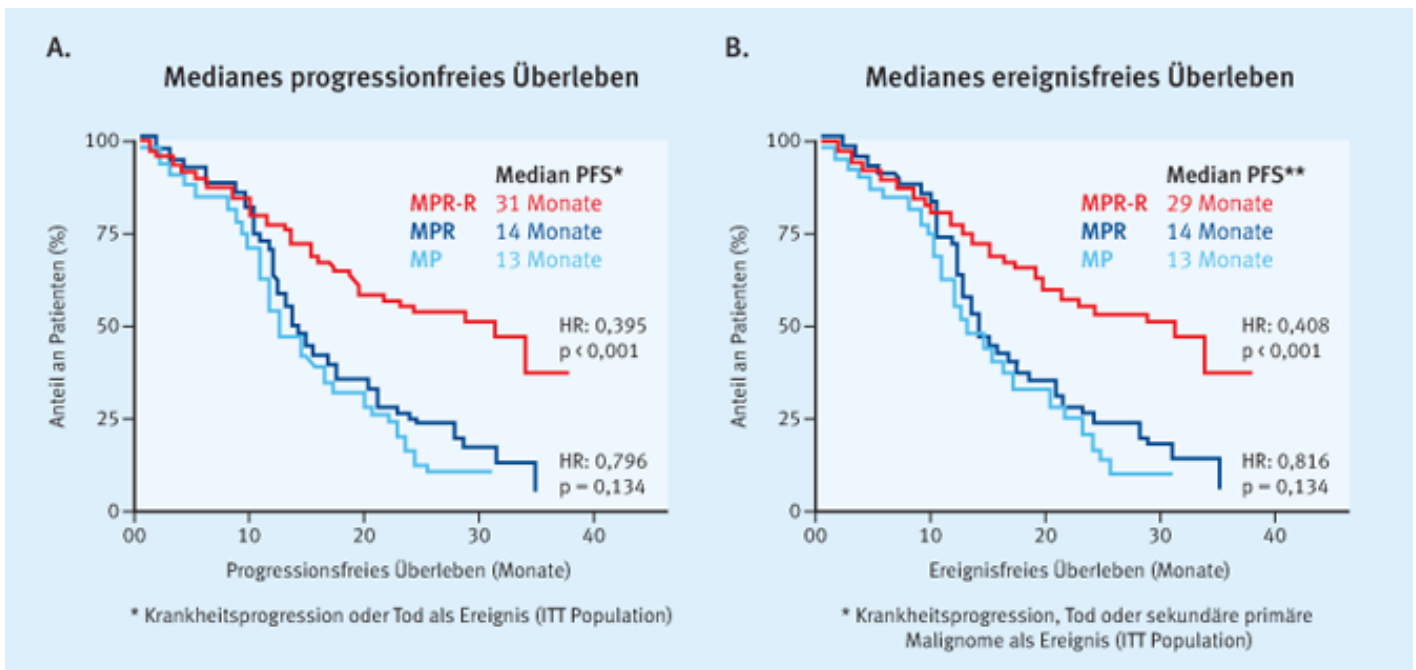 A.
Medianes progressionfreies Überleben
100
75
50
25
0
Anteil an Patienten (%)
Median PFS*
MPR-R 31 Monate
MPR 14 Monate
MP 13 Monate
HR: 0,395
p < 0,001
HR: 0,796
p = 0,134
00 10 20 30 40
Progressionsfreies Überleben (Monate)
* Krankheitsprogression oder Tod als Ereignis (ITT Population)
B.
Medianes ereignisfreies Überleben
100
75
50
25
0
Anteil an Patienten (%)
Median PFS**
MPR-R 29 Monate
MPR 14 Monate
MP 13 Monate
HR: 0,408
p < 0,001
HR: 0,816
p = 0,134
00 10 20 30 40
Ereignisfreies Überleben (Monate)
* Krankheitsprogression, Tod oder sekundäre primäre
Malignome als Ereignis (ITT Population)